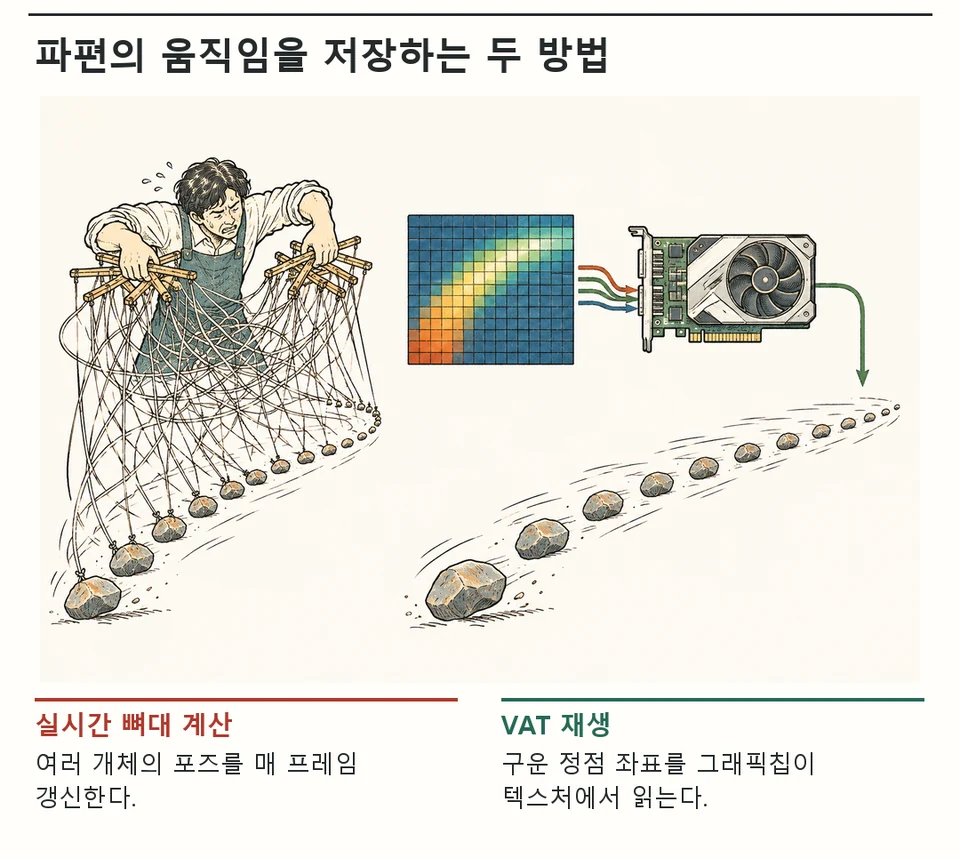 파편의 움직임을 저장하는 두 방법
실시간 뼈대 계산
여러 개체의 포즈를 매 프레임
갱신한다.
VAT 재생
구운 정점 좌표를 그래픽칩이
텍스처에서 읽는다.